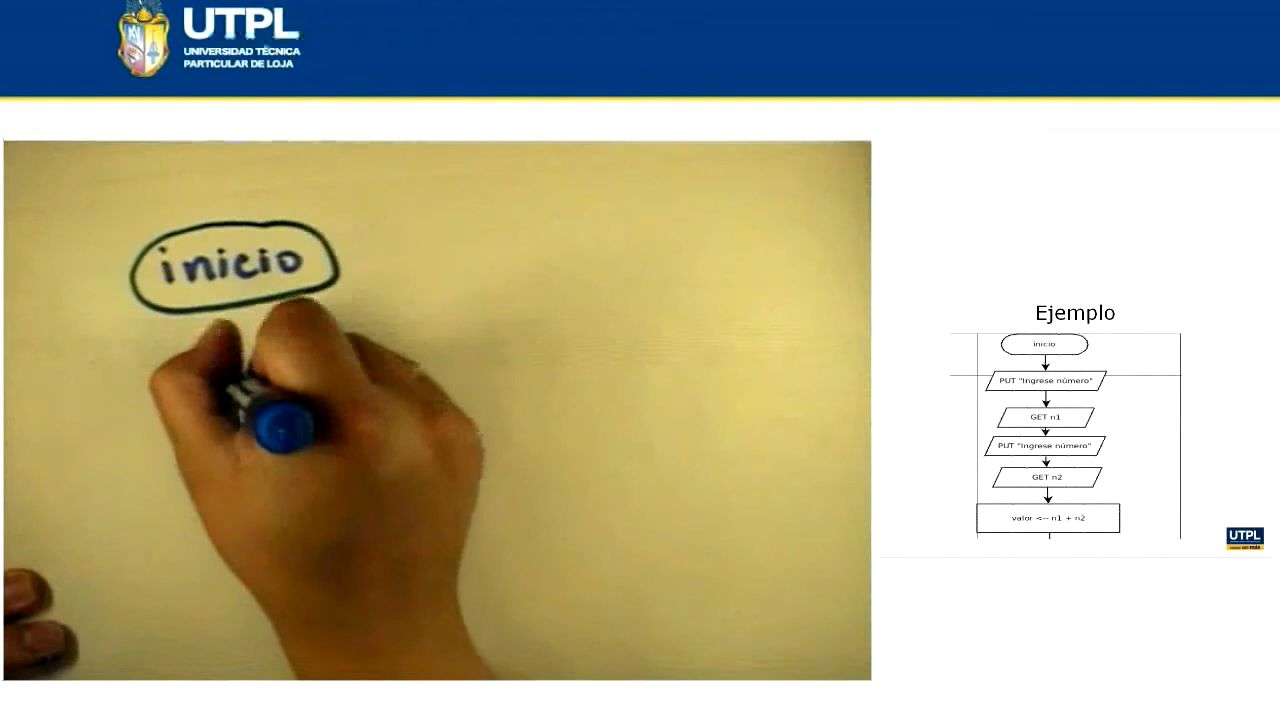 UTPL
UNIVERSIDAD TÉCNICA
PARTICULAR DE LOJA
inicio
Ejemplo
inicio
PUT "Ingrese número"
GET n1
PUT "Ingrese número"
GET n2
valor <-- n1 + n2
UTPL